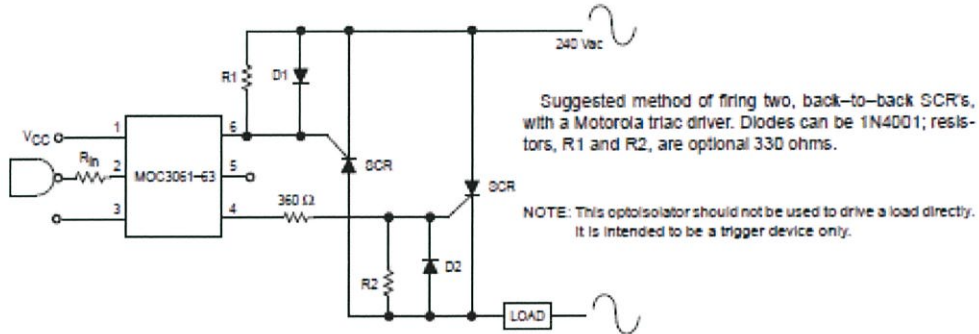 240 Vac
R1
D1
Suggested method of firing two, back–to–back SCR's,
with a Motorola triac driver. Diodes can be 1N4001; resis-
tors, R1 and R2, are optional 330 ohms.
VCC
1
6
Rin
2
MOC3061–63
5
SCR
SCR
3
4
360 Ω
NOTE: This optoisolator should not be used to drive a load directly.
It is intended to be a trigger device only.
R2
D2
LOAD